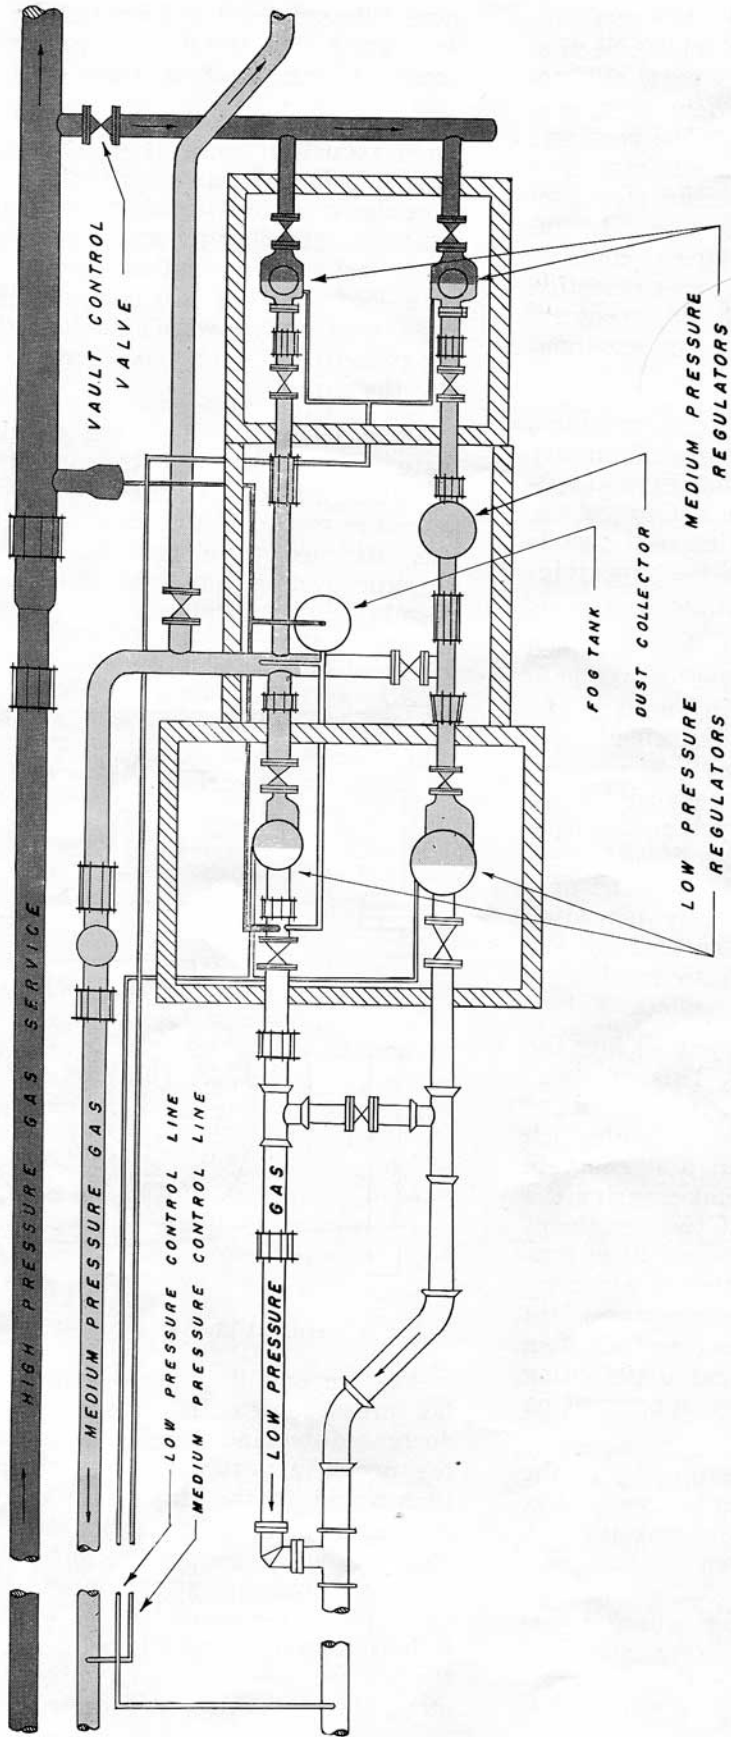 HIGH PRESSURE GAS SERVICE
MEDIUM PRESSURE GAS
LOW PRESSURE CONTROL LINE
MEDIUM PRESSURE CONTROL LINE
LOW PRESSURE GAS
VAULT CONTROL
VALVE
FOG TANK
DUST COLLECTOR
LOW PRESSURE
REGULATORS
MEDIUM PRESSURE
REGULATORS